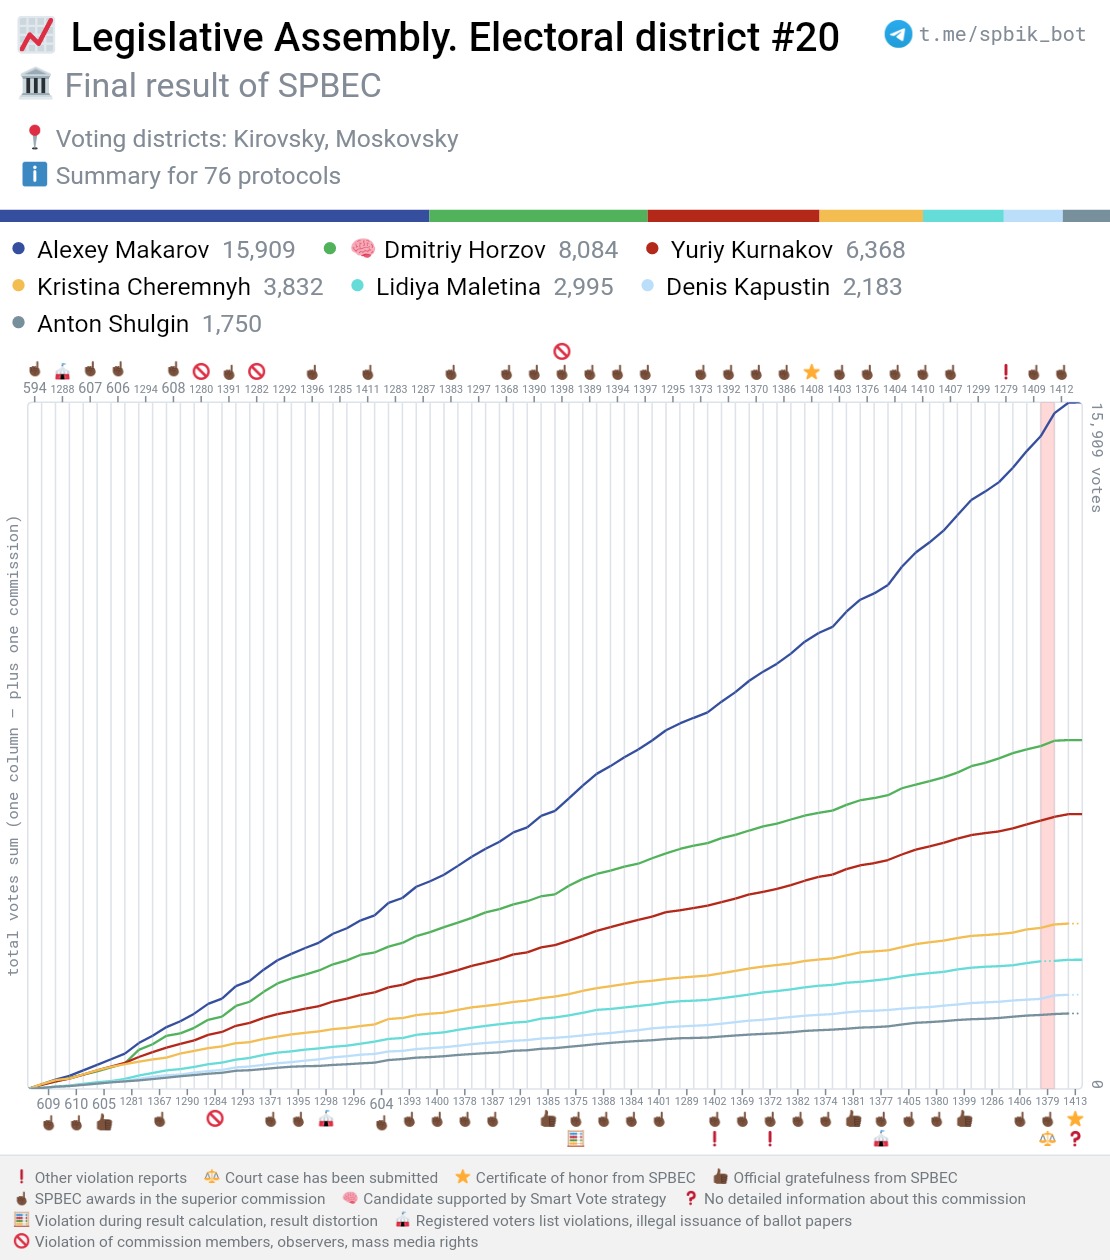 Legislative Assembly. Electoral district #20
t.me/spbik_bot
Final result of SPBEC
Voting districts: Kirovsky, Moskovsky
Summary for 76 protocols
Alexey Makarov 15,909 Dmitriy Horzov 8,084 Yuriy Kurnakov 6,368
Kristina Cheremnyh 3,832 Lidiya Maletina 2,995 Denis Kapustin 2,183
Anton Shulgin 1,750
594 1288 607 606 1294 608 1280 1391 1282 1292 1396 1285 1411 1283 1287 1383 1297 1368 1390 1398 1389 1394 1397 1295 1373 1392 1370 1386 1408 1403 1376 1404 1410 1407 1299 1279 1409 1412
15,909 votes
total votes sum (one column – plus one commission)
0
609 610 605 1281 1367 1290 1284 1293 1371 1395 1298 1296 604 1393 1400 1378 1387 1291 1385 1375 1388 1384 1401 1289 1402 1369 1372 1382 1374 1381 1377 1405 1380 1399 1286 1406 1379 1413
Other violation reports Court case has been submitted Certificate of honor from SPBEC Official gratefulness from SPBEC
SPBEC awards in the superior commission Candidate supported by Smart Vote strategy No detailed information about this commission
Violation during result calculation, result distortion Registered voters list violations, illegal issuance of ballot papers
Violation of commission members, observers, mass media rights